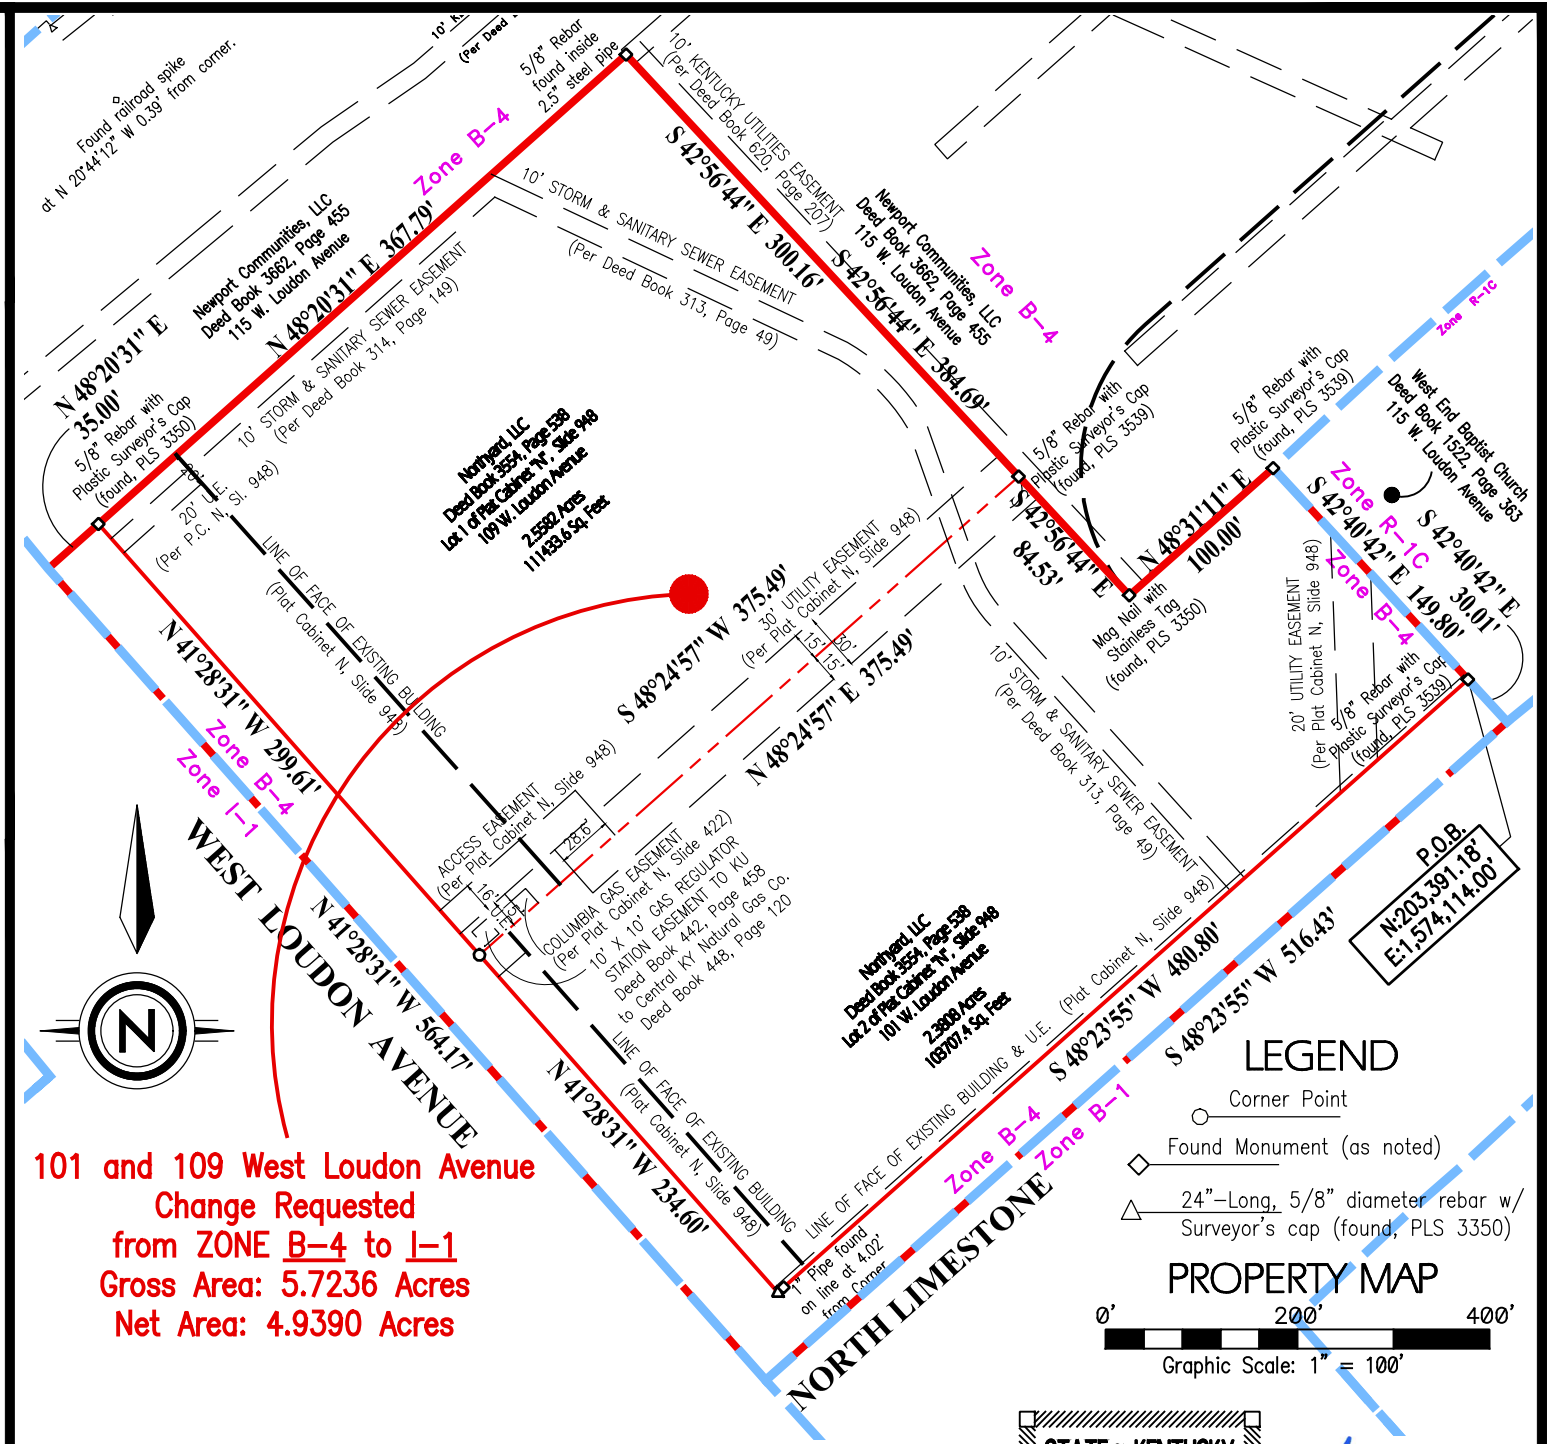 Found railroad spike
at N 20°44'12" W 0.39' from corner.
(Per Deed
5/8" Rebar
found inside
2.5" steel pipe
10' KENTUCKY UTILITIES EASEMENT
(Per Deed Book 620, Page 207)
Zone B-4
S 42°56'44" E 300.16'
10' STORM & SANITARY SEWER EASEMENT
(Per Deed Book 313, Page 49)
Newport Communities, LLC
Deed Book 3662, Page 455
115 W. Loudon Avenue
N 48°20'31" E 367.79'
10' STORM & SANITARY SEWER EASEMENT
(Per Deed Book 314, Page 149)
Newport Communities, LLC
Deed Book 3662, Page 455
115 W. Loudon Avenue
Zone B-4
S 42°56'44" E 384.69'
Zone R-1C
N 48°20'31" E
35.00'
5/8" Rebar with
Plastic Surveyor's Cap
(found, PLS 3350)
20' U.E.
(Per P.C. N, Sl. 948)
LINE OF FACE OF EXISTING BUILDING
(Plat Cabinet N, Slide 948)
Northyard, LLC
Deed Book 3554, Page 538
Lot 1 of Plat Cabinet "N", Slide 948
109 W. Loudon Avenue
2.5582 Acres
111433.6 Sq. Feet
5/8" Rebar with
Plastic Surveyor's Cap
(found, PLS 3539)
5/8" Rebar with
Plastic Surveyor's Cap
(found, PLS 3539)
West End Baptist Church
Deed Book 1522, Page 363
115 W. Loudon Avenue
S 42°56'44" E
84.53'
N 48°31'11" E
100.00'
Zone R-1C
Zone B-4
S 42°40'42" E 149.80'
S 42°40'42" E
30.01'
Mag Nail with
Stainless Tag
(found, PLS 3350)
20' UTILITY EASEMENT
(Per Plat Cabinet N, Slide 948)
5/8" Rebar with
Plastic Surveyor's Cap
(found, PLS 3539)
S 48°24'57" W 375.49'
30' UTILITY EASEMENT
(Per Plat Cabinet N, Slide 948)
15' 15'
30'
N 48°24'57" E 375.49'
10' STORM & SANITARY SEWER EASEMENT
(Per Deed Book 313, Page 49)
N 41°28'31" W 299.61'
Zone B-4
Zone I-1
WEST LOUDON AVENUE
N 41°28'31" W 564.17'
ACCESS EASEMENT
(Per Plat Cabinet N, Slide 948)
28.6'
16' U.E.
COLUMBIA GAS EASEMENT
(Per Plat Cabinet N, Slide 422)
10' X 10' GAS REGULATOR
STATION EASEMENT TO KU
Deed Book 442, Page 458
to Central KY Natural Gas Co.
Deed Book 448, Page 120
Northyard, LLC
Deed Book 3554, Page 538
Lot 2 of Plat Cabinet "N", Slide 948
101 W. Loudon Avenue
2.3808 Acres
103707.4 Sq. Feet
P.O.B.
N:203,391.18'
E:1,574,114.00'
LINE OF FACE OF EXISTING BUILDING & U.E. (Plat Cabinet N, Slide 948)
S 48°23'55" W 480.80'
S 48°23'55" W 516.43'
LINE OF FACE OF EXISTING BUILDING
(Plat Cabinet N, Slide 948)
N 41°28'31" W 234.60'
Zone B-4
Zone B-1
NORTH LIMESTONE
1" Pipe found
on line at 4.02'
from Corner
N
101 and 109 West Loudon Avenue
Change Requested
from ZONE B-4 to I-1
Gross Area: 5.7236 Acres
Net Area: 4.9390 Acres
LEGEND
Corner Point
Found Monument (as noted)
24"-Long, 5/8" diameter rebar w/
Surveyor's cap (found, PLS 3350)
PROPERTY MAP
0' 200' 400'
Graphic Scale: 1" = 100'